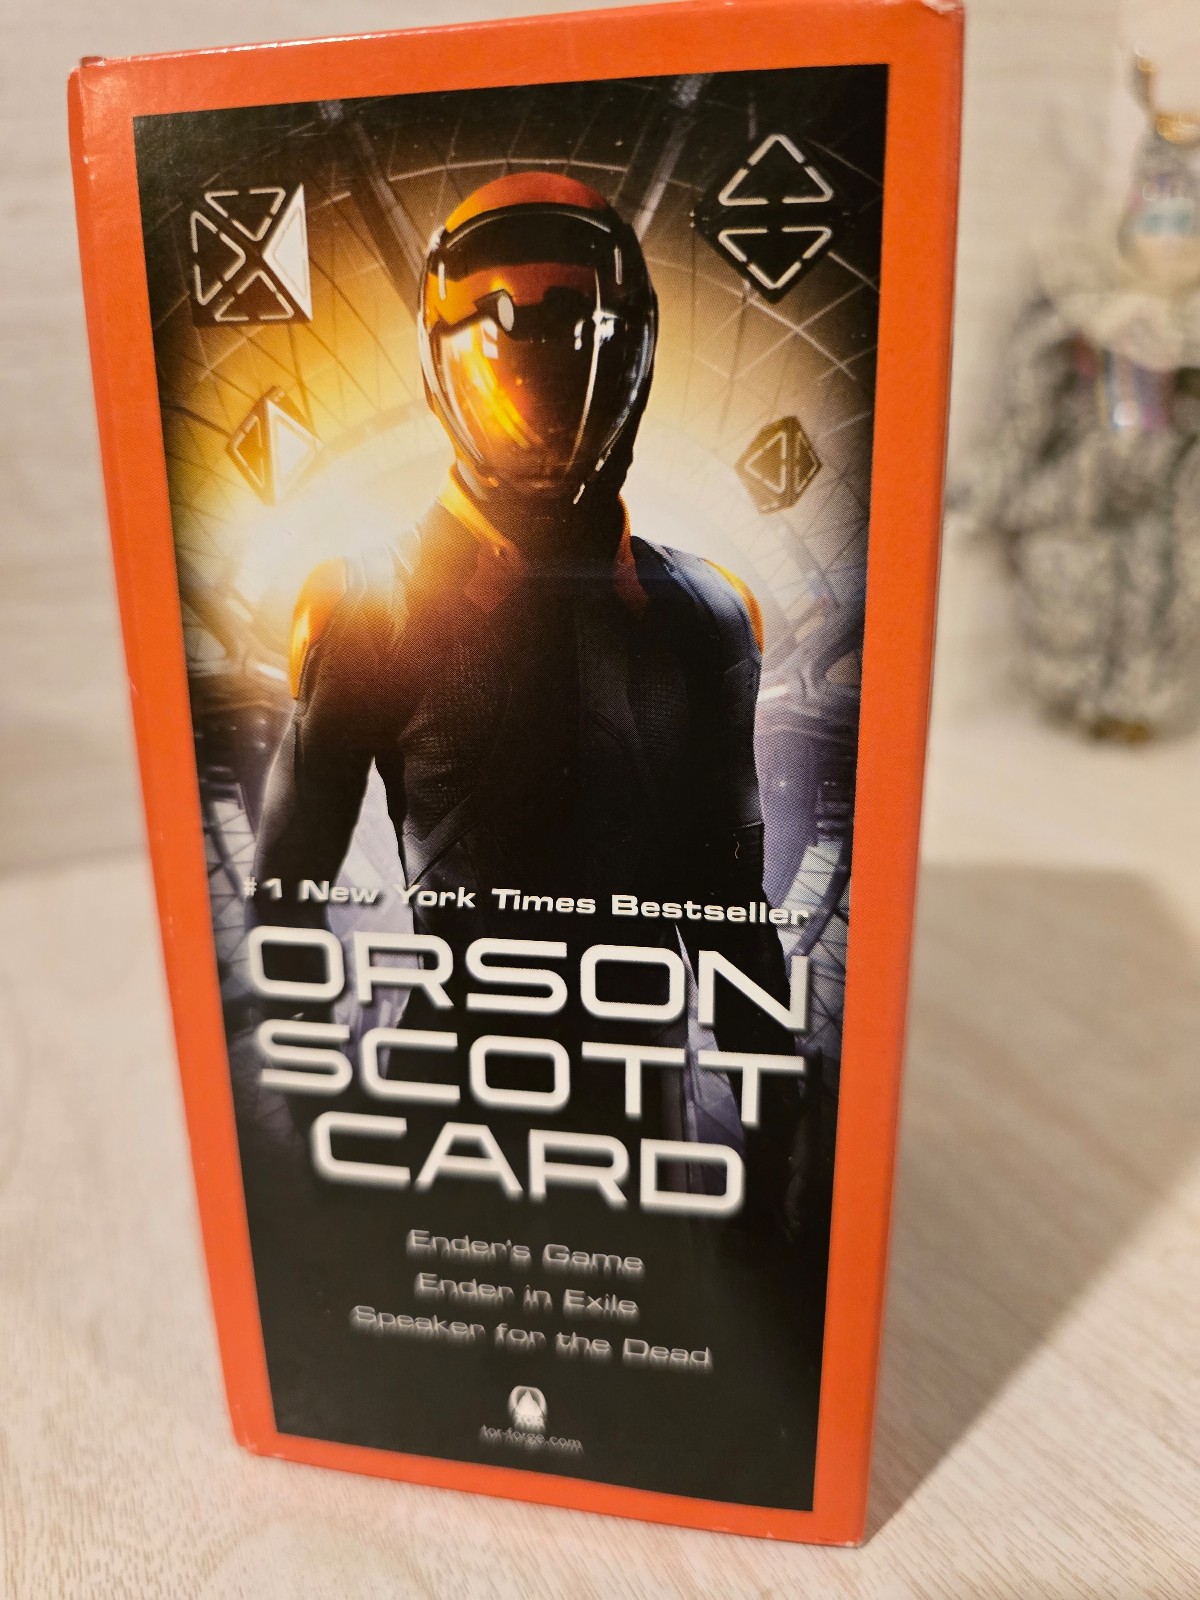 #1 New York Times Bestseller
ORSON
SCOTT
CARD
Ender's Game
Ender in Exile
Speaker for the Dead
TOR
tor-forge.com